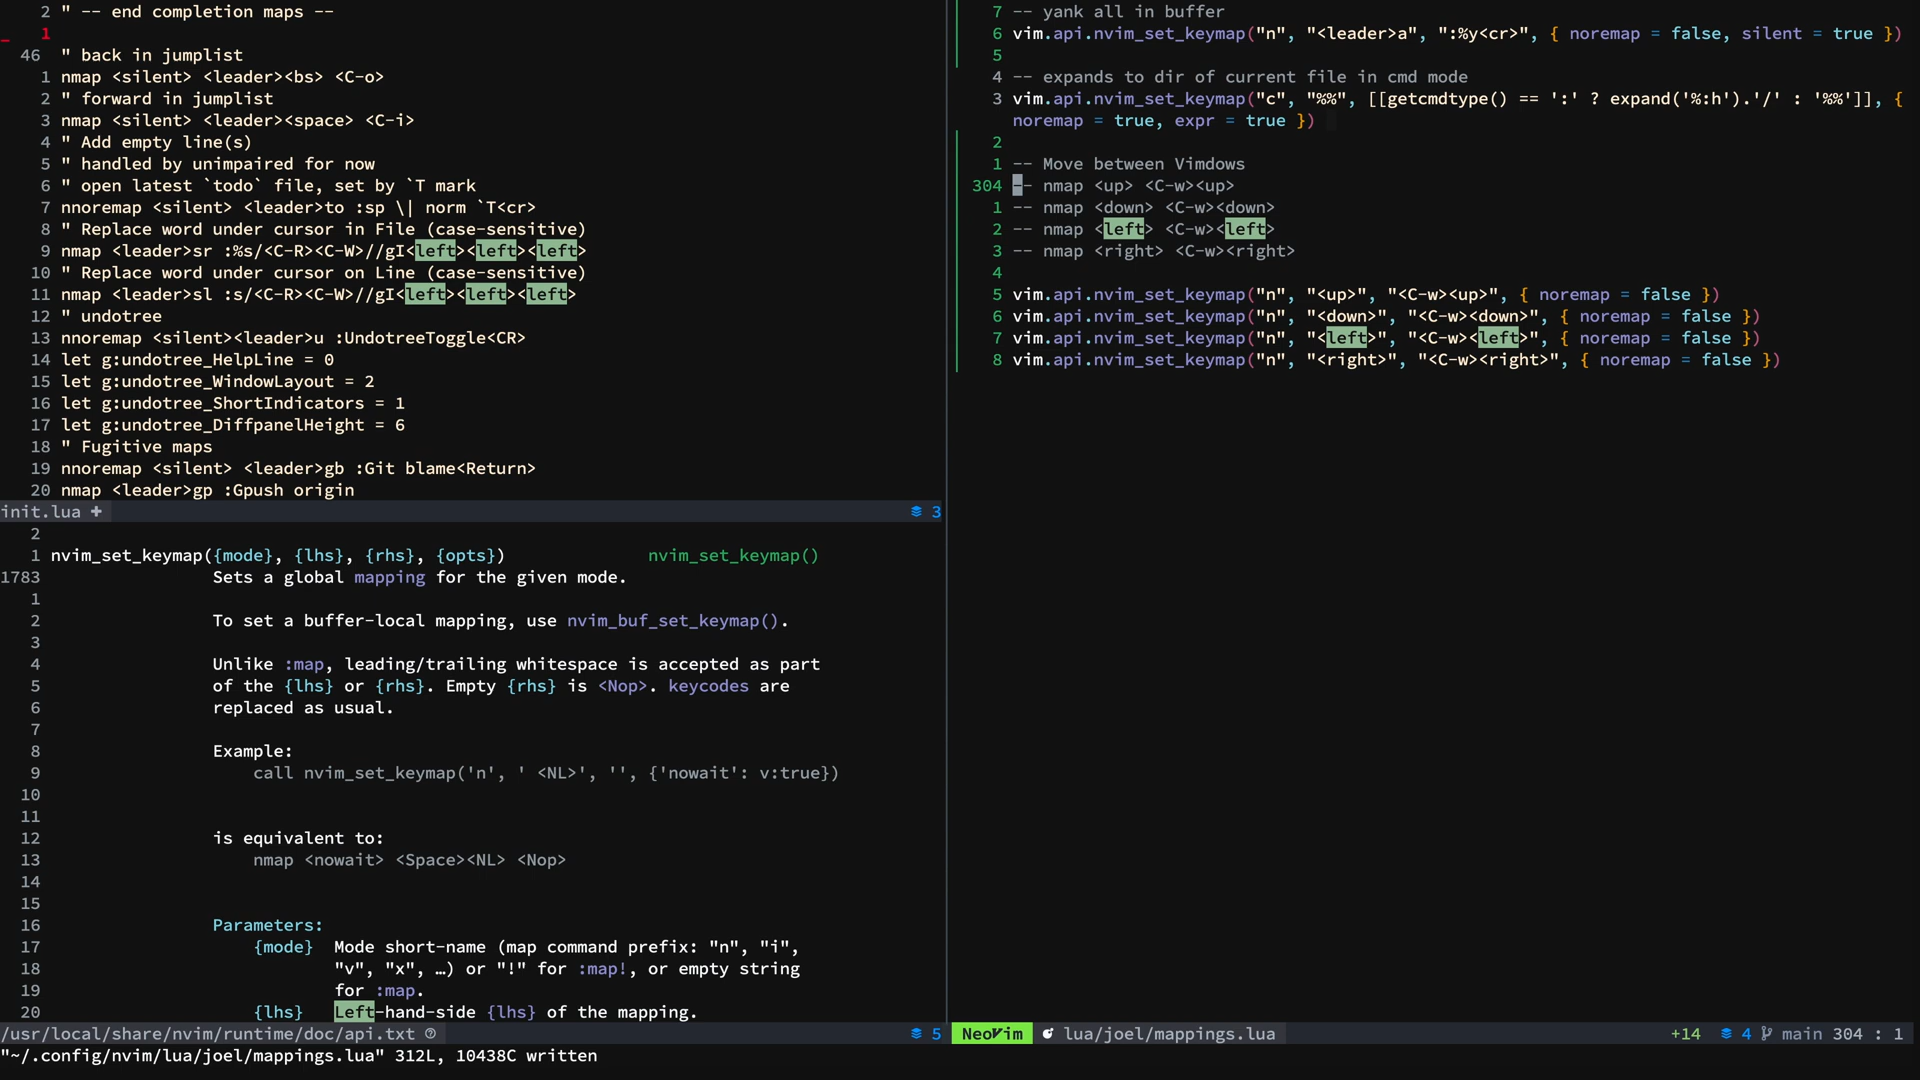 2 " -- end completion maps --
1
46 " back in jumplist
1 nmap <silent> <leader><bs> <C-o>
2 " forward in jumplist
3 nmap <silent> <leader><space> <C-i>
4 " Add empty line(s)
5 " handled by unimpaired for now
6 " open latest `todo` file, set by `T mark
7 nnoremap <silent> <leader>to :sp \| norm `T<cr>
8 " Replace word under cursor in File (case-sensitive)
9 nmap <leader>sr :%s/<C-R><C-W>//gI<left><left><left>
10 " Replace word under cursor on Line (case-sensitive)
11 nmap <leader>sl :s/<C-R><C-W>//gI<left><left><left>
12 " undotree
13 nnoremap <silent><leader>u :UndotreeToggle<CR>
14 let g:undotree_HelpLine = 0
15 let g:undotree_WindowLayout = 2
16 let g:undotree_ShortIndicators = 1
17 let g:undotree_DiffpanelHeight = 6
18 " Fugitive maps
19 nnoremap <silent> <leader>gb :Git blame<Return>
20 nmap <leader>gp :Gpush origin
init.lua + 3
2
1 nvim_set_keymap({mode}, {lhs}, {rhs}, {opts}) nvim_set_keymap()
1783 Sets a global mapping for the given mode.
1
2 To set a buffer-local mapping, use nvim_buf_set_keymap().
3
4 Unlike :map, leading/trailing whitespace is accepted as part
5 of the {lhs} or {rhs}. Empty {rhs} is <Nop>. keycodes are
6 replaced as usual.
7
8 Example:
9 call nvim_set_keymap('n', ' <NL>', '', {'nowait': v:true})
10
11
12 is equivalent to:
13 nmap <nowait> <Space><NL> <Nop>
14
15
16 Parameters:
17 {mode} Mode short-name (map command prefix: "n", "i",
18 "v", "x", …) or "!" for :map!, or empty string
19 for :map.
20 {lhs} Left-hand-side {lhs} of the mapping.
/usr/local/share/nvim/runtime/doc/api.txt 5
7 -- yank all in buffer
6 vim.api.nvim_set_keymap("n", "<leader>a", ":%y<cr>", { noremap = false, silent = true })
5
4 -- expands to dir of current file in cmd mode
3 vim.api.nvim_set_keymap("c", "%%", [[getcmdtype() == ':' ? expand('%:h').'/' : '%%']], {
noremap = true, expr = true })
2
1 -- Move between Vimdows
304 -- nmap <up> <C-w><up>
1 -- nmap <down> <C-w><down>
2 -- nmap <left> <C-w><left>
3 -- nmap <right> <C-w><right>
4
5 vim.api.nvim_set_keymap("n", "<up>", "<C-w><up>", { noremap = false })
6 vim.api.nvim_set_keymap("n", "<down>", "<C-w><down>", { noremap = false })
7 vim.api.nvim_set_keymap("n", "<left>", "<C-w><left>", { noremap = false })
8 vim.api.nvim_set_keymap("n", "<right>", "<C-w><right>", { noremap = false })
NeoVim lua/joel/mappings.lua +14 4 main 304 : 1
"~/.config/nvim/lua/joel/mappings.lua" 312L, 10438C written